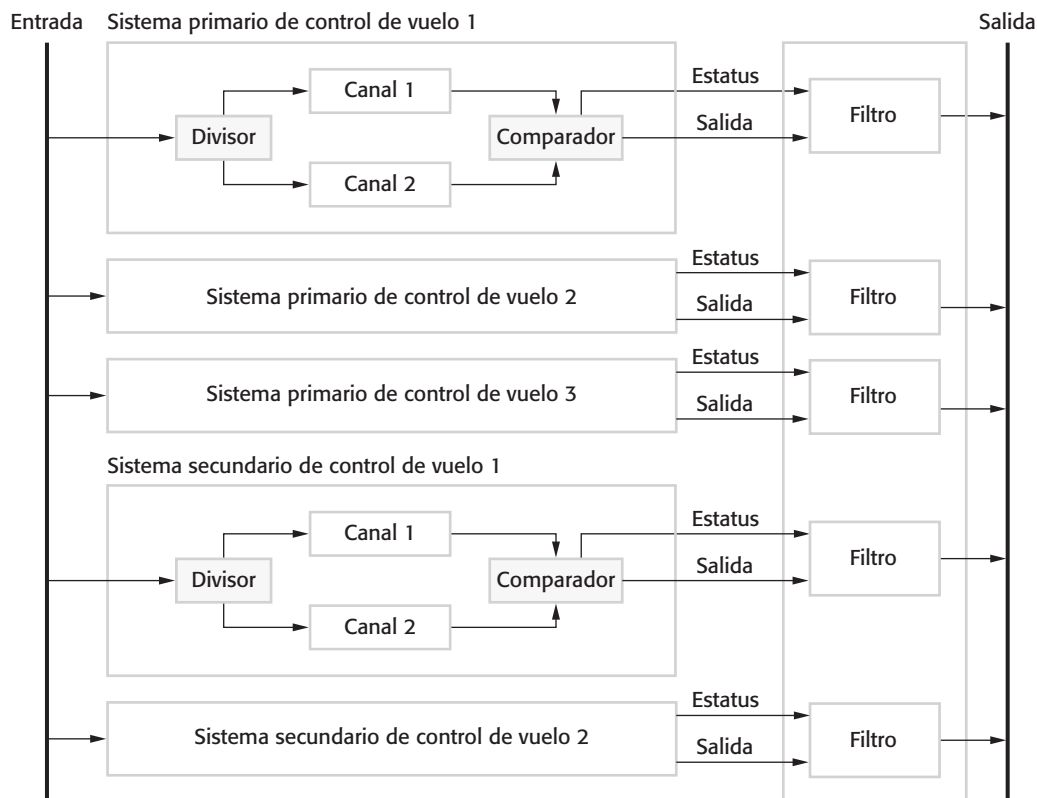 Entrada
Sistema primario de control de vuelo 1
Salida
Canal 1
Divisor
Comparador
Canal 2
Estatus
Salida
Filtro
Sistema primario de control de vuelo 2
Estatus
Salida
Filtro
Sistema primario de control de vuelo 3
Estatus
Salida
Filtro
Sistema secundario de control de vuelo 1
Canal 1
Divisor
Comparador
Canal 2
Estatus
Salida
Filtro
Sistema secundario de control de vuelo 2
Estatus
Salida
Filtro